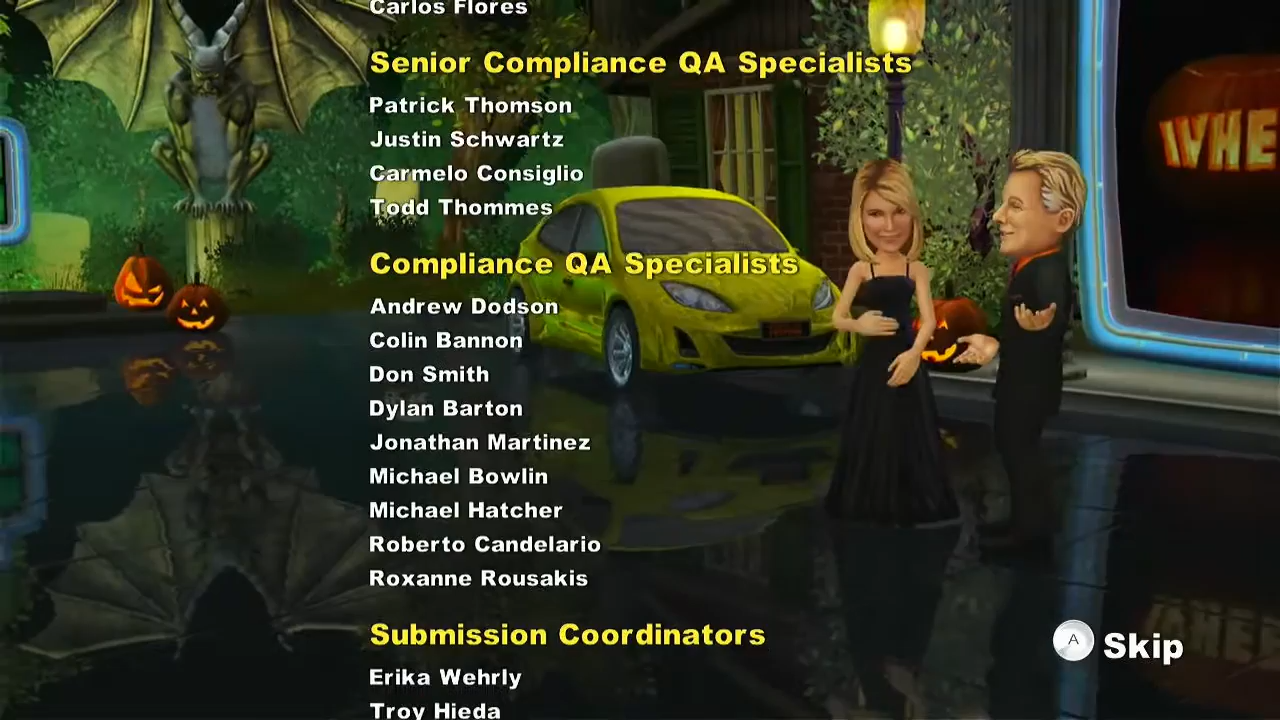 Carlos Flores
Senior Compliance QA Specialists
Patrick Thomson
Justin Schwartz
Carmelo Consiglio
Todd Thommes
Compliance QA Specialists
Andrew Dodson
Colin Bannon
Don Smith
Dylan Barton
Jonathan Martinez
Michael Bowlin
Michael Hatcher
Roberto Candelario
Roxanne Rousakis
Submission Coordinators
Erika Wehrly
Troy Hieda
WHE
A Skip